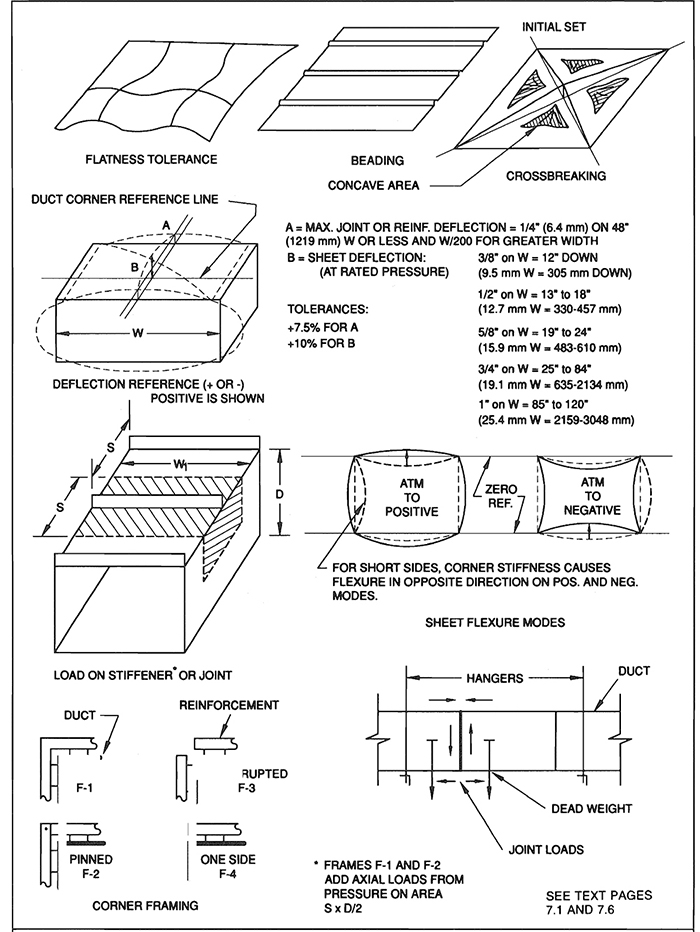 INITIAL SET
FLATNESS TOLERANCE
BEADING
CONCAVE AREA
CROSSBREAKING
DUCT CORNER REFERENCE LINE
A
B
W
A = MAX. JOINT OR REINF. DEFLECTION = 1/4" (6.4 mm) ON 48"
(1219 mm) W OR LESS AND W/200 FOR GREATER WIDTH
B = SHEET DEFLECTION:
(AT RATED PRESSURE)
3/8" on W = 12" DOWN
(9.5 mm W = 305 mm DOWN)
1/2" on W = 13" to 18"
(12.7 mm W = 330-457 mm)
5/8" on W = 19" to 24"
(15.9 mm W = 483-610 mm)
3/4" on W = 25" to 84"
(19.1 mm W = 635-2134 mm)
1" on W = 85" to 120"
(25.4 mm W = 2159-3048 mm)
TOLERANCES:
+7.5% FOR A
+10% FOR B
DEFLECTION REFERENCE (+ OR -)
POSITIVE IS SHOWN
S
S
W1
D
LOAD ON STIFFENER* OR JOINT
ATM
TO
POSITIVE
ZERO
REF.
ATM
TO
NEGATIVE
FOR SHORT SIDES, CORNER STIFFNESS CAUSES
FLEXURE IN OPPOSITE DIRECTION ON POS. AND NEG.
MODES.
SHEET FLEXURE MODES
HANGERS
DUCT
DEAD WEIGHT
JOINT LOADS
DUCT
REINFORCEMENT
F-1
RUPTED
F-3
PINNED
F-2
ONE SIDE
F-4
CORNER FRAMING
* FRAMES F-1 AND F-2
ADD AXIAL LOADS FROM
PRESSURE ON AREA
S x D/2
SEE TEXT PAGES
7.1 AND 7.6